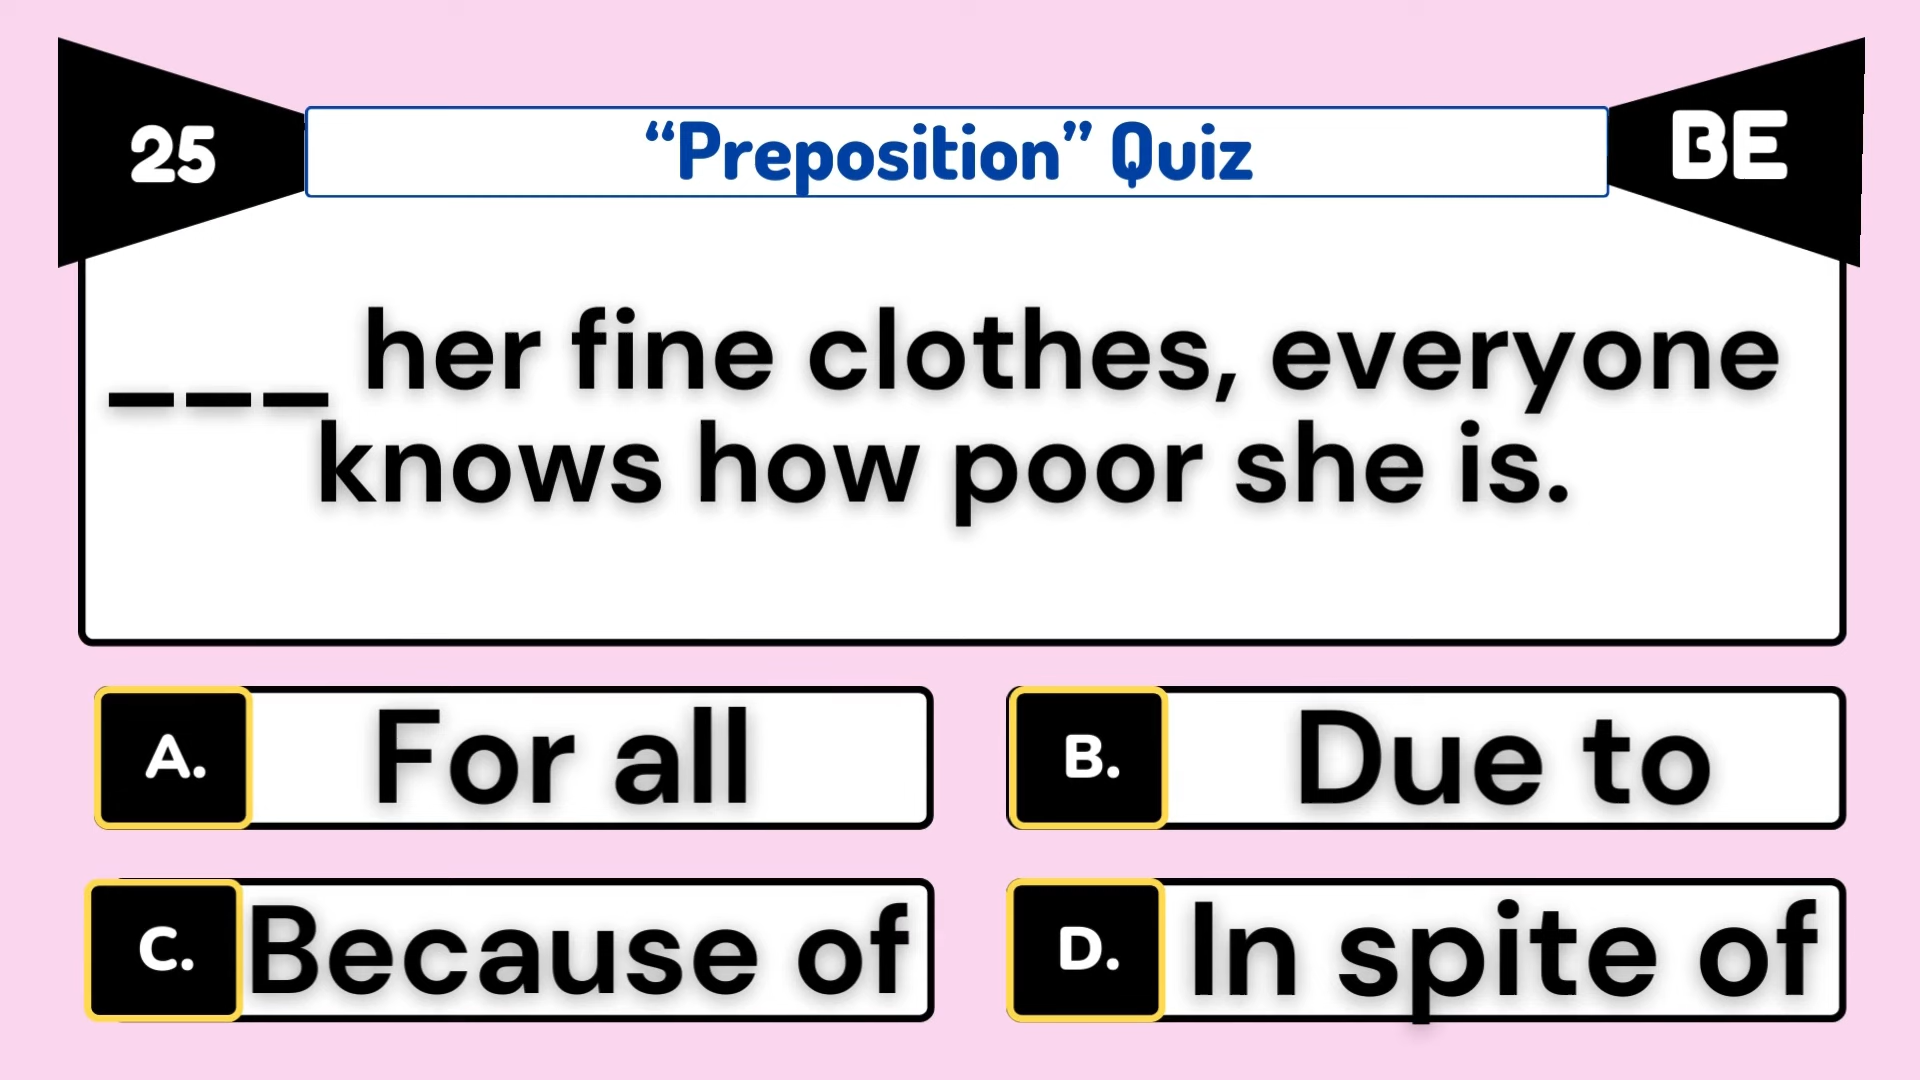 25
“Preposition” Quiz
BE
___ her fine clothes, everyone
knows how poor she is.
A. For all
B. Due to
C. Because of
D. In spite of